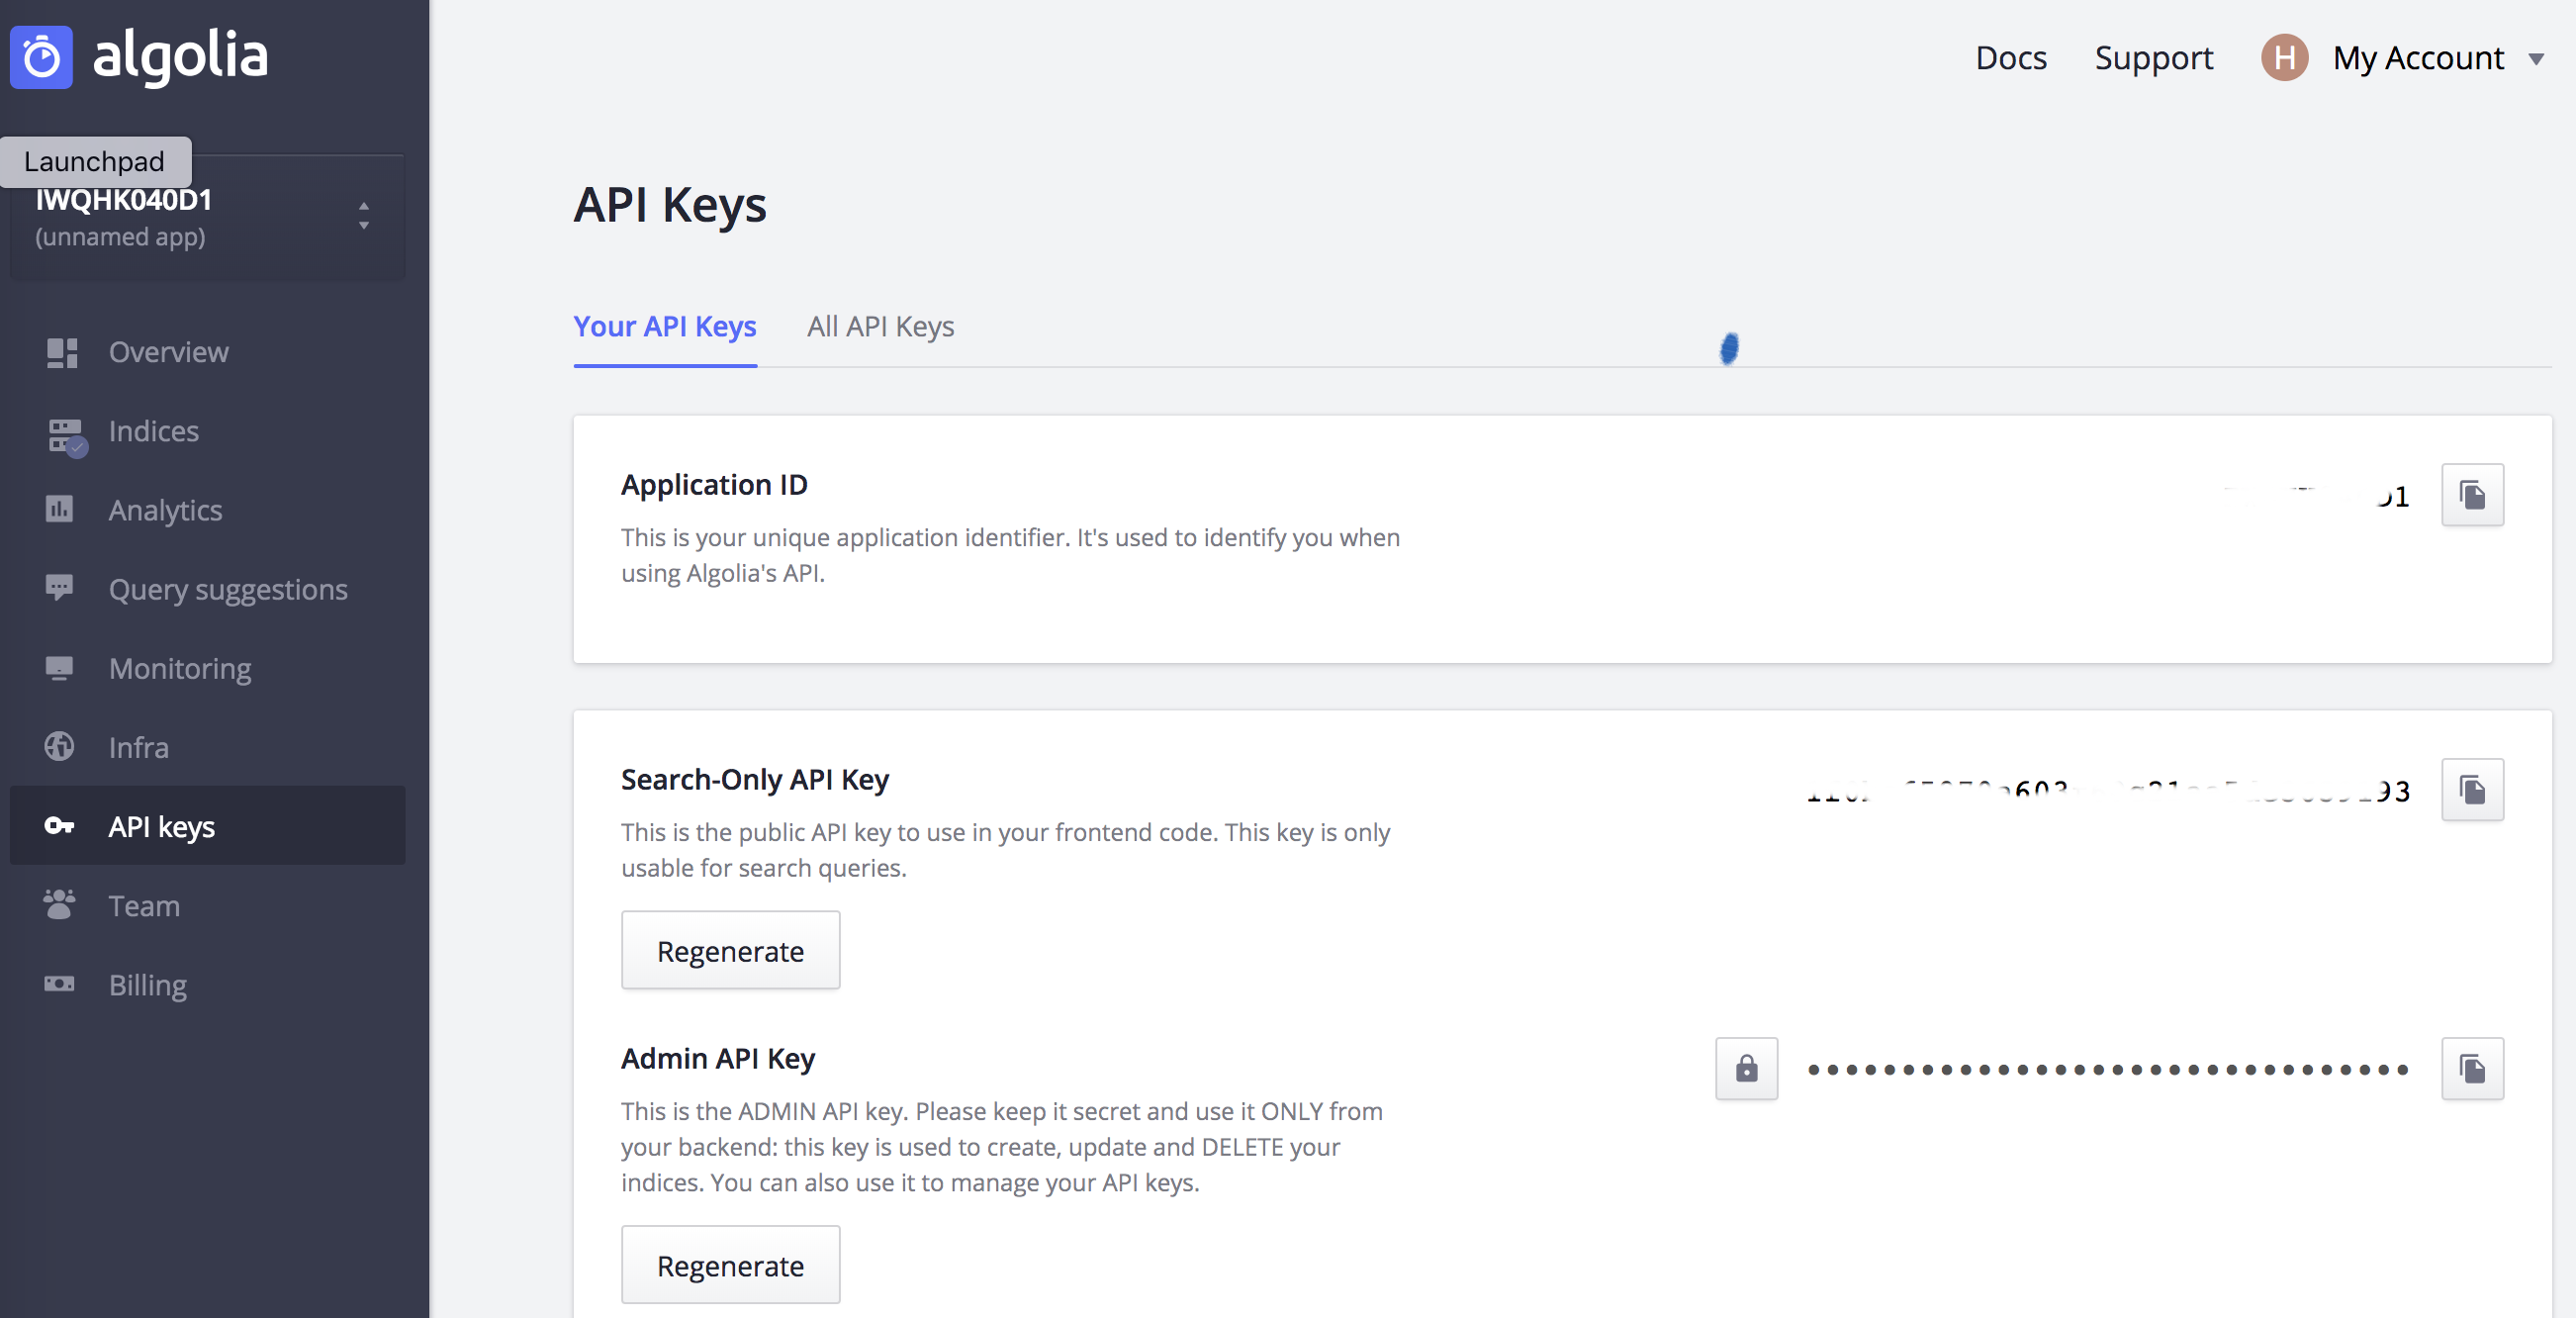 algolia
Docs
Support
H
My Account
Launchpad
IWQHK040D1
(unnamed app)
Overview
Indices
Analytics
Query suggestions
Monitoring
Infra
API keys
Team
Billing
API Keys
Your API Keys
All API Keys
Application ID
This is your unique application identifier. It's used to identify you when
using Algolia's API.
Search-Only API Key
This is the public API key to use in your frontend code. This key is only
usable for search queries.
Regenerate
Admin API Key
This is the ADMIN API key. Please keep it secret and use it ONLY from
your backend: this key is used to create, update and DELETE your
indices. You can also use it to manage your API keys.
Regenerate